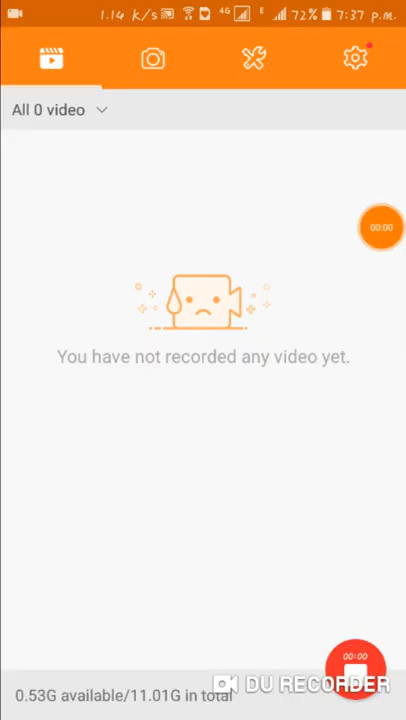 1.14 k/s 4G E 72% 7:37 p.m.
All 0 video
00:00
You have not recorded any video yet.
00:00
0.53G available/11.01G in total
DU RECORDER